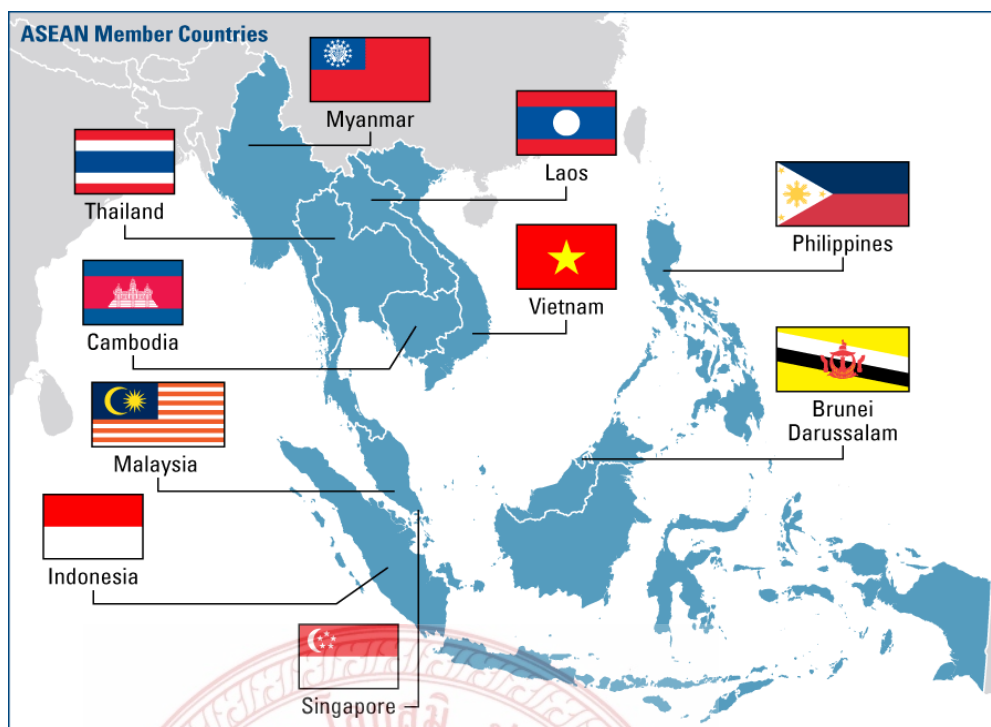 ASEAN Member Countries
Myanmar
Laos
Thailand
Philippines
Vietnam
Cambodia
Brunei
Darussalam
Malaysia
Indonesia
Singapore